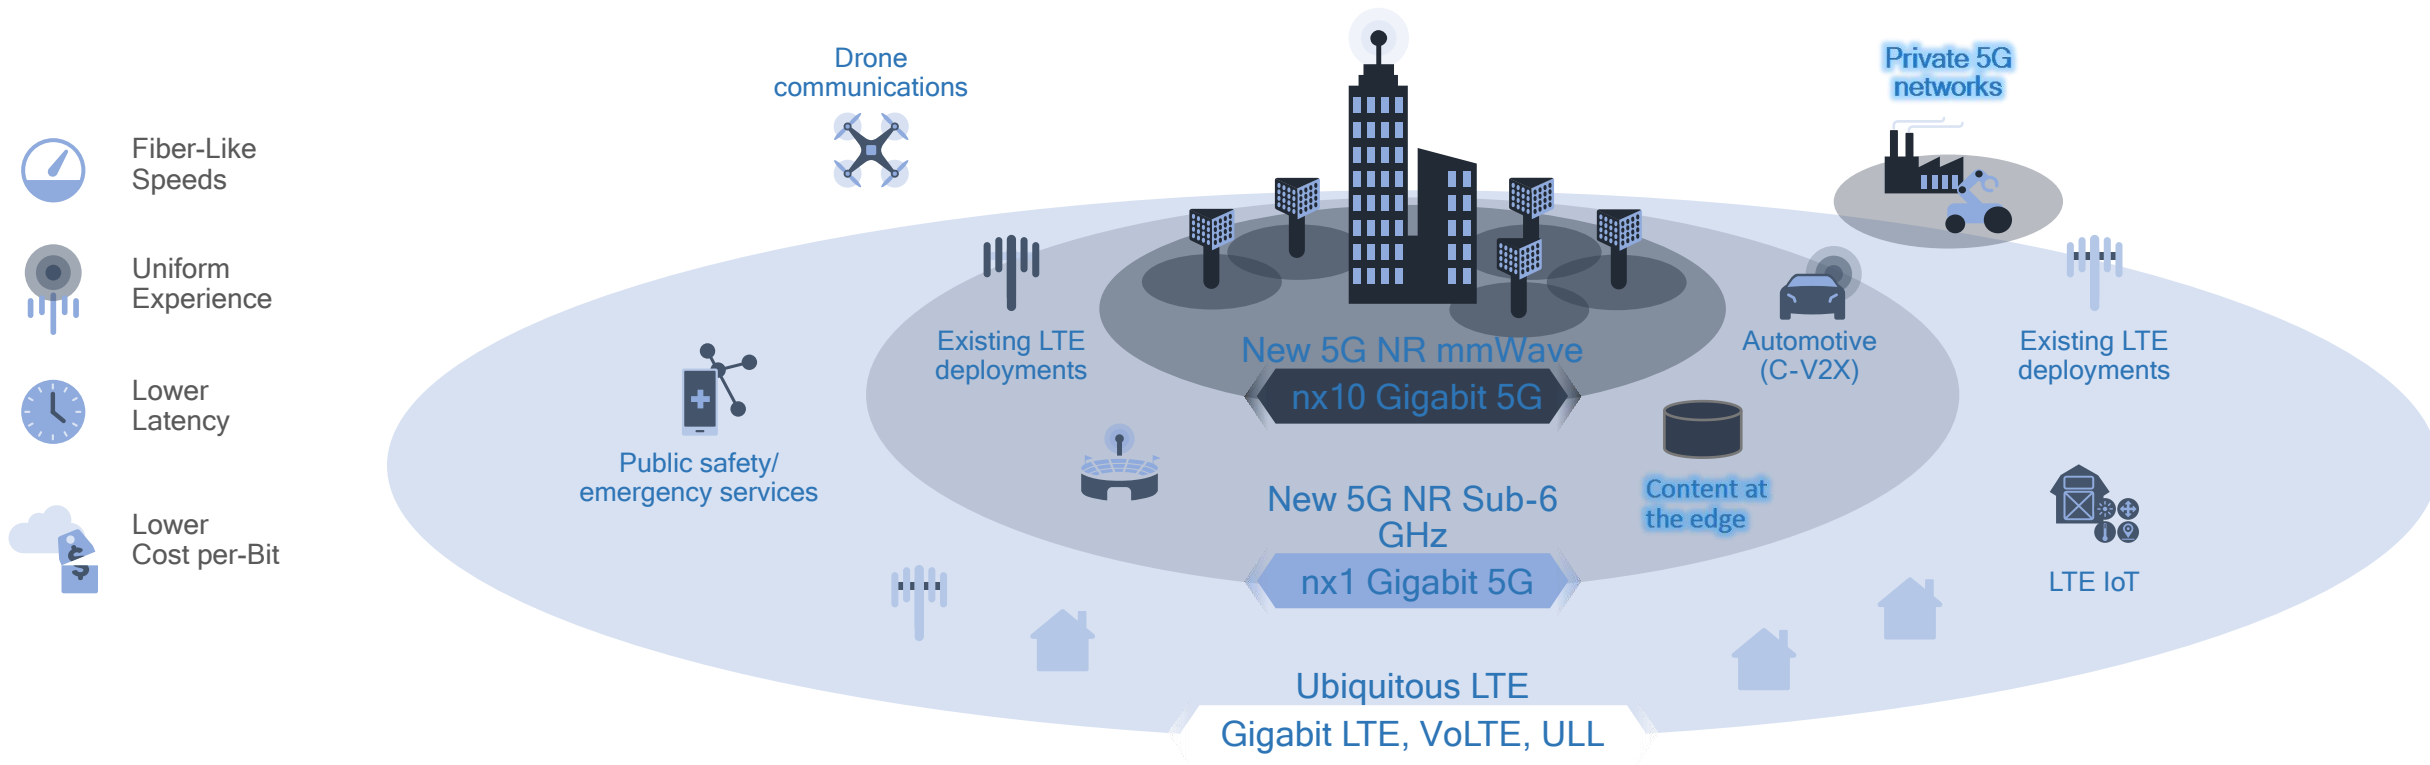 Fiber-Like
Speeds
Uniform
Experience
Lower
Latency
Lower
Cost per-Bit
Drone
communications
Private 5G
networks
Existing LTE
deployments
New 5G NR mmWave
nx10 Gigabit 5G
Automotive
(C-V2X)
Existing LTE
deployments
Public safety/
emergency services
New 5G NR Sub-6
GHz
nx1 Gigabit 5G
Content at
the edge
LTE IoT
Ubiquitous LTE
Gigabit LTE, VoLTE, ULL